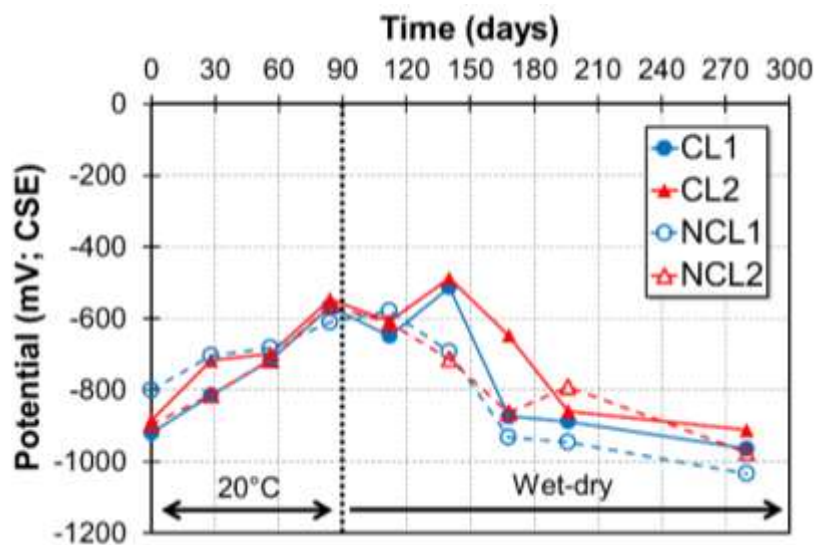 Time (days)
0 30 60 90 120 150 180 210 240 270 300
Potential (mV; CSE)
0
-200
-400
-600
-800
-1000
-1200
CL1
CL2
NCL1
NCL2
20°C
Wet-dry